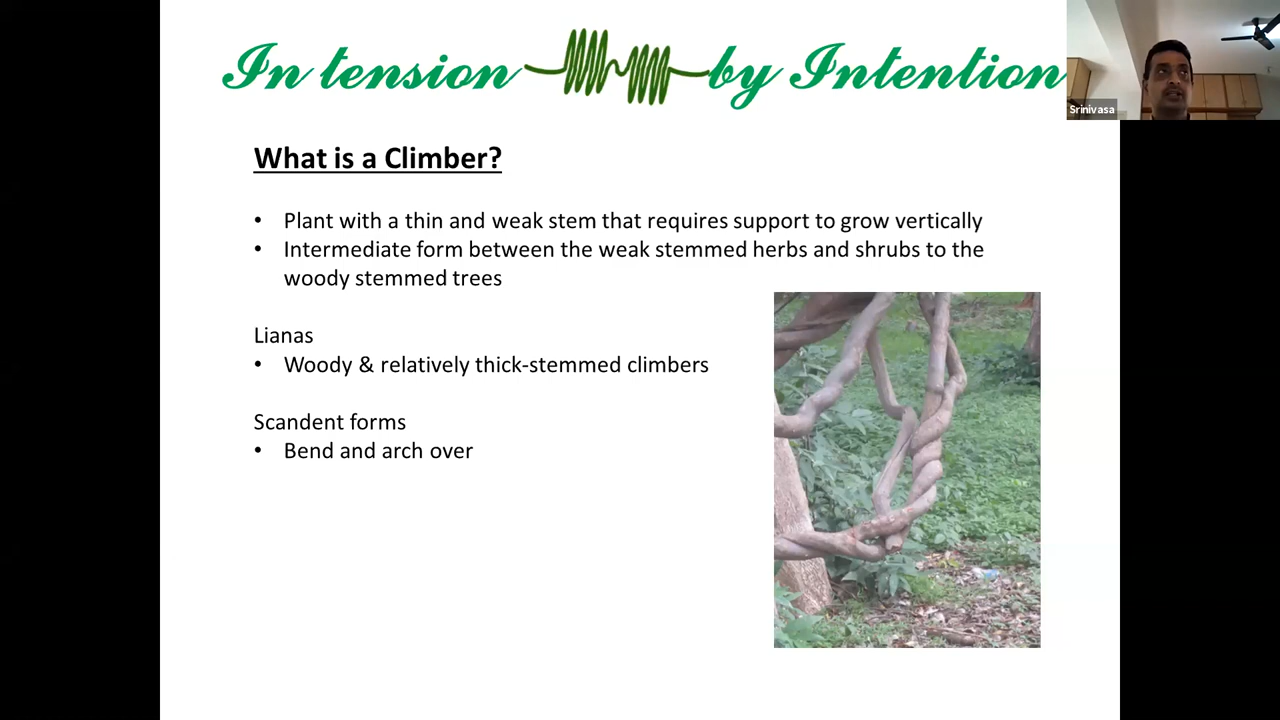 In tension by Intention
Srinivasa
What is a Climber?
• Plant with a thin and weak stem that requires support to grow vertically
• Intermediate form between the weak stemmed herbs and shrubs to the
woody stemmed trees
Lianas
• Woody & relatively thick-stemmed climbers
Scandent forms
• Bend and arch over